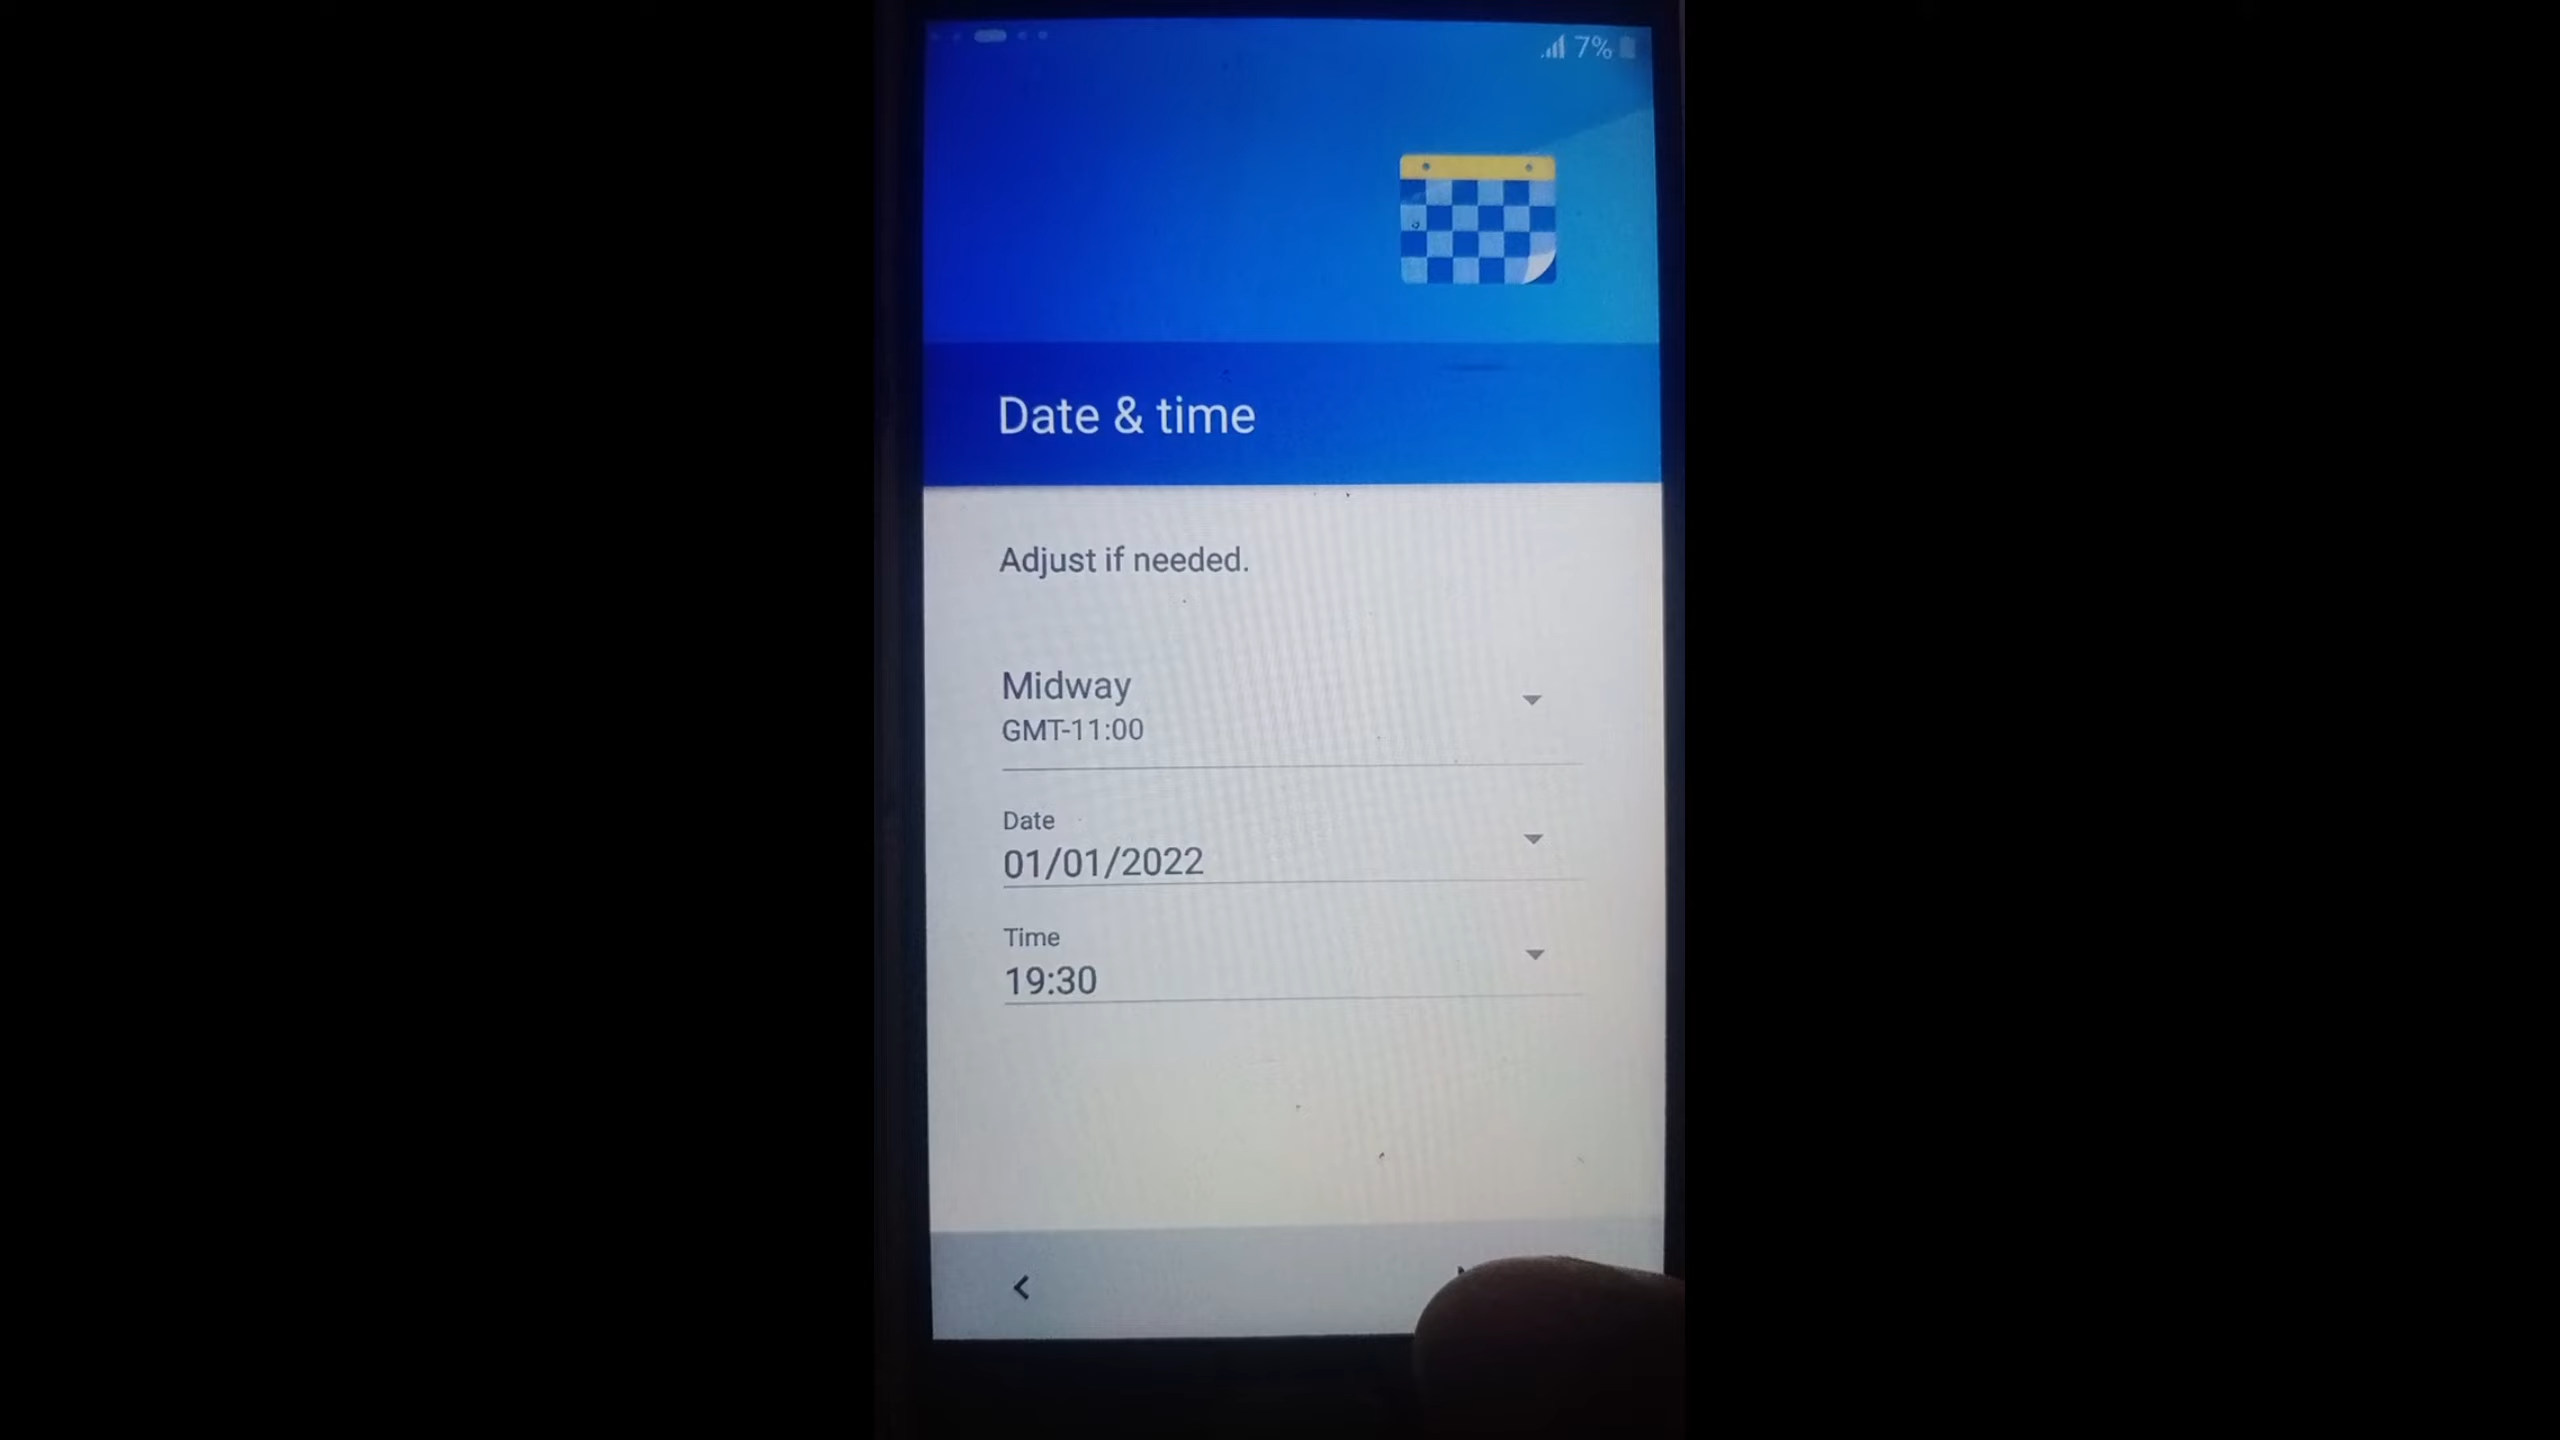 7%
Date & time
Adjust if needed.
Midway
GMT-11:00
Date
01/01/2022
Time
19:30